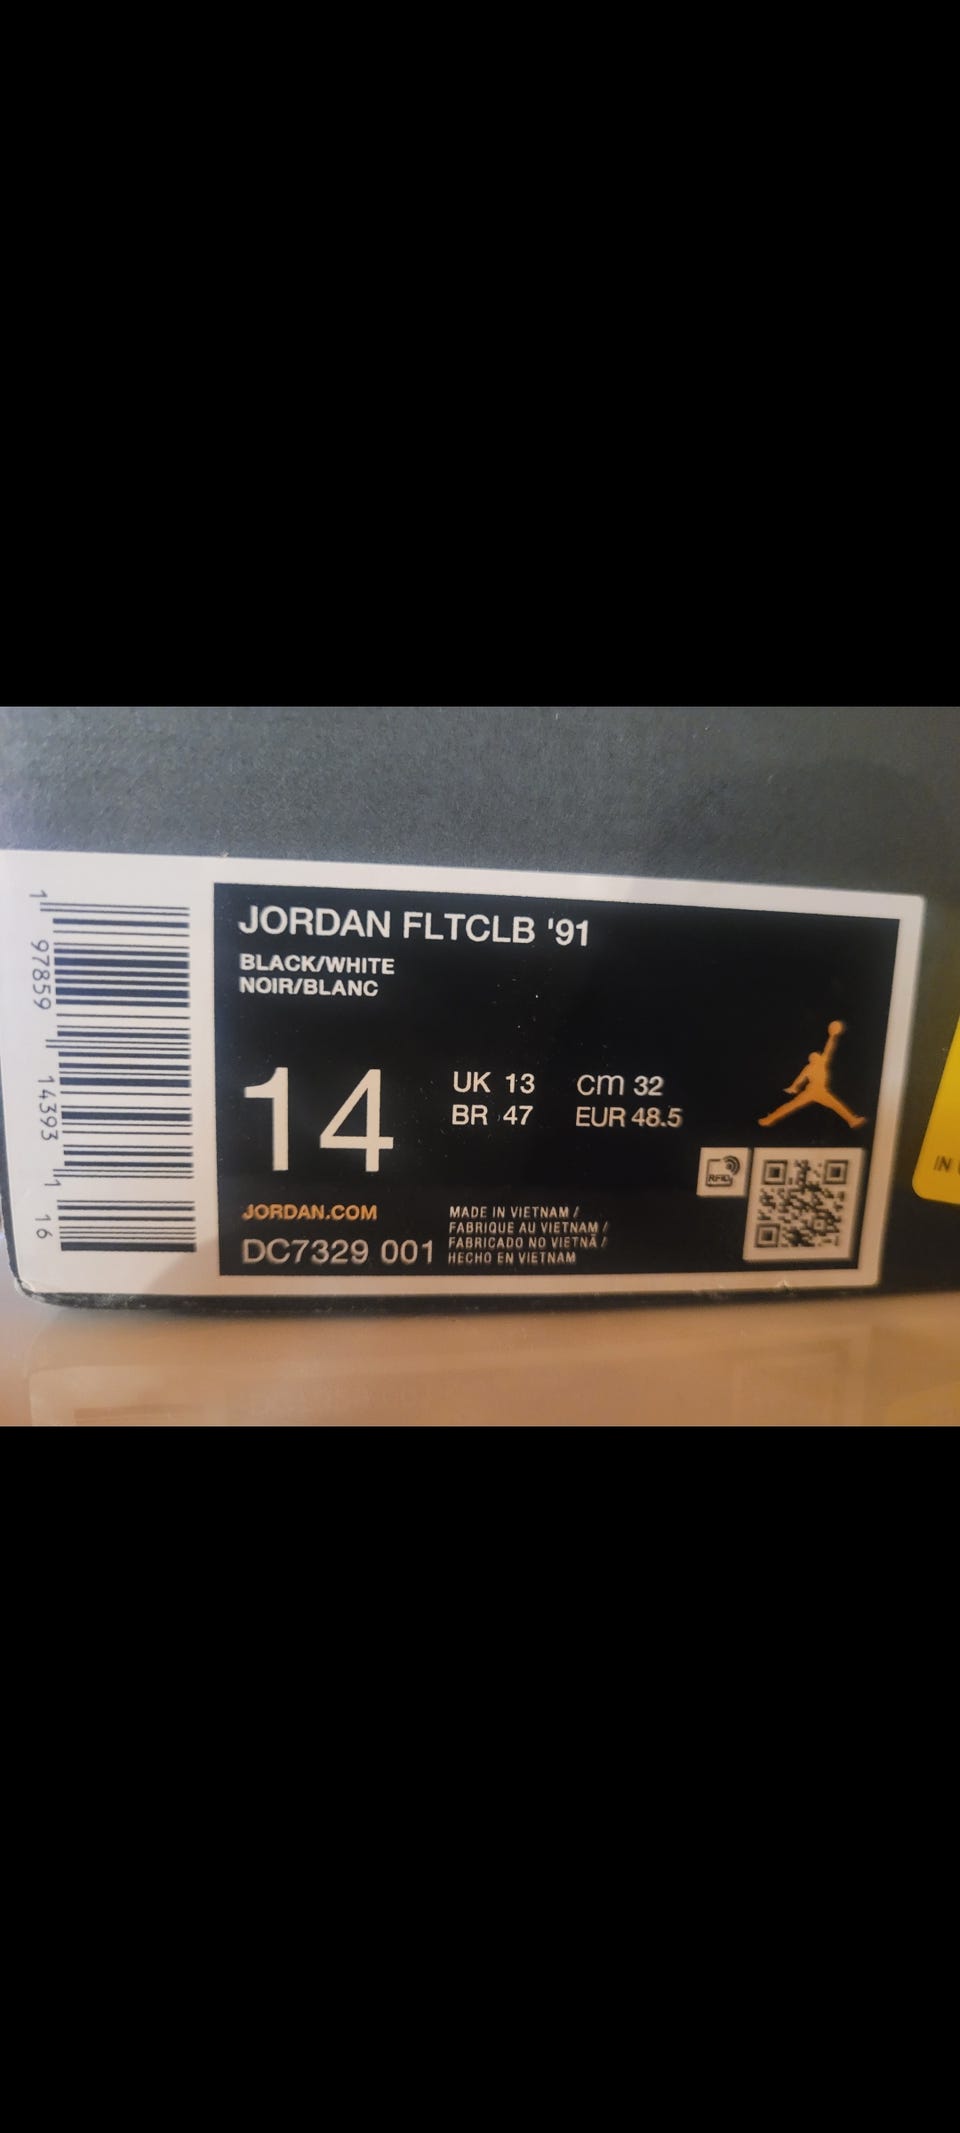 JORDAN FLTCLB '91
BLACK/WHITE
NOIR/BLANC
14
UK 13 cm 32
BR 47 EUR 48.5
RFID
JORDAN.COM
DC7329 001
MADE IN VIETNAM /
FABRIQUE AU VIETNAM /
FABRICADO NO VIETNÃ /
HECHO EN VIETNAM
1 97859 14393 1 16
IN